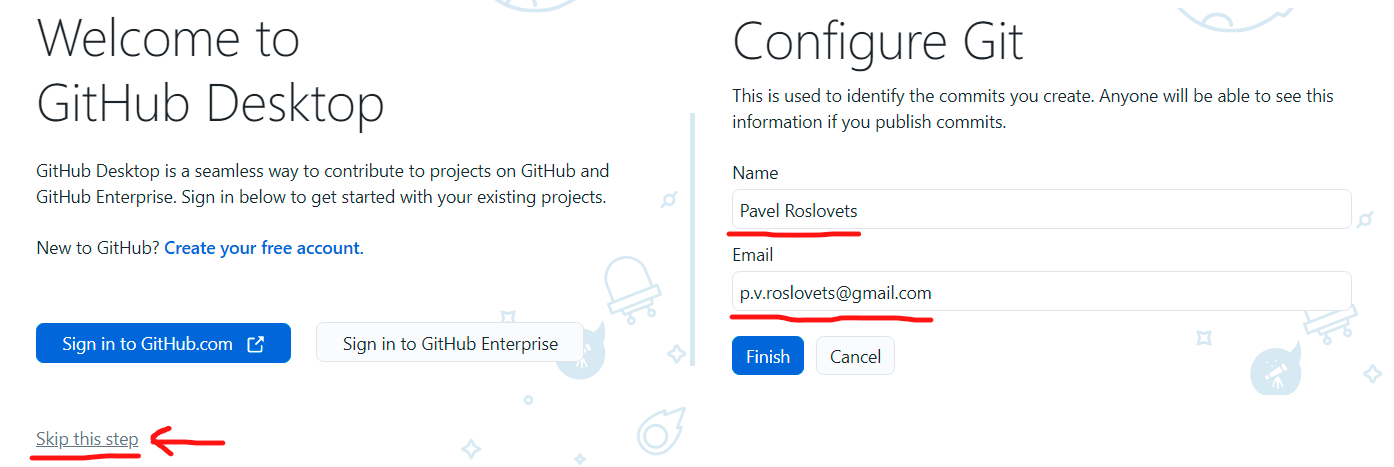 Welcome to
GitHub Desktop
GitHub Desktop is a seamless way to contribute to projects on GitHub and
GitHub Enterprise. Sign in below to get started with your existing projects.
New to GitHub? Create your free account.
Sign in to GitHub.com
Sign in to GitHub Enterprise
Skip this step
Configure Git
This is used to identify the commits you create. Anyone will be able to see this
information if you publish commits.
Name
Pavel Roslovets
Email
p.v.roslovets@gmail.com
Finish
Cancel